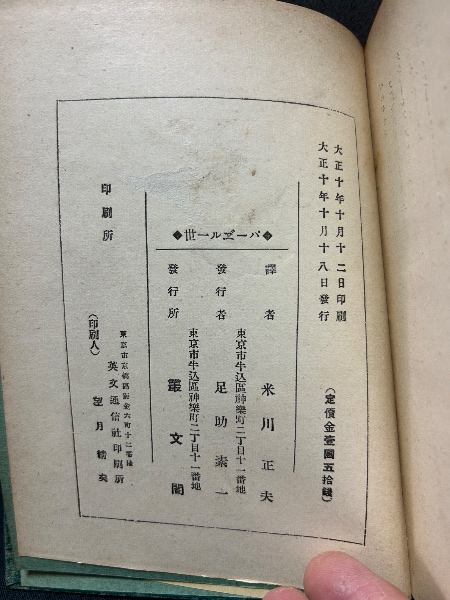 大正十年十月十二日印刷
大正十年十月十八日發行
(定價金壹圓五拾錢)
◆パーヹル一世◆
譯者 米川正夫
東京市牛込區神樂町二丁目十一番地
發行者 足助素一
東京市牛込區神樂町二丁目十一番地
發行所 叢文閣
印刷所
東京市京橋區
英文通信社印刷所
(印刷人) 望月